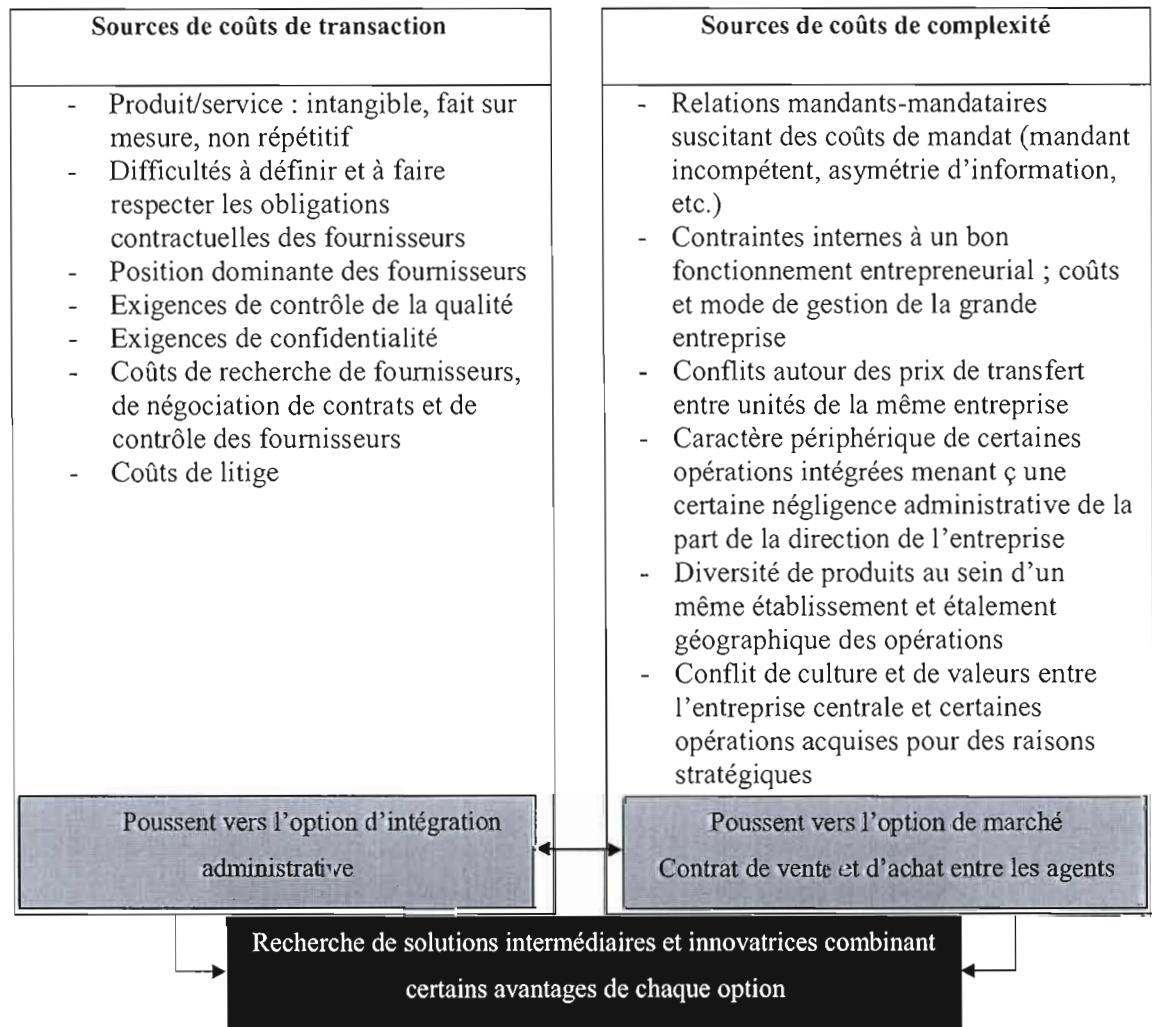 Sources de coûts de transaction
- Produit/service : intangible, fait sur
mesure, non répétitif
- Difficultés à définir et à faire
respecter les obligations
contractuelles des fournisseurs
- Position dominante des fournisseurs
- Exigences de contrôle de la qualité
- Exigences de confidentialité
- Coûts de recherche de fournisseurs,
de négociation de contrats et de
contrôle des fournisseurs
- Coûts de litige
Poussent vers l'option d'intégration
administrative
Sources de coûts de complexité
- Relations mandants-mandataires
suscitant des coûts de mandat (mandant
incompétent, asymétrie d'information,
etc.)
- Contraintes internes à un bon
fonctionnement entrepreneurial ; coûts
et mode de gestion de la grande
entreprise
- Conflits autour des prix de transfert
entre unités de la même entreprise
- Caractère périphérique de certaines
opérations intégrées menant ç une
certaine négligence administrative de la
part de la direction de l'entreprise
- Diversité de produits au sein d'un
même établissement et étalement
géographique des opérations
- Conflit de culture et de valeurs entre
l'entreprise centrale et certaines
opérations acquises pour des raisons
stratégiques
Poussent vers l'option de marché
Contrat de vente et d'achat entre les agents
Recherche de solutions intermédiaires et innovatrices combinant
certains avantages de chaque option